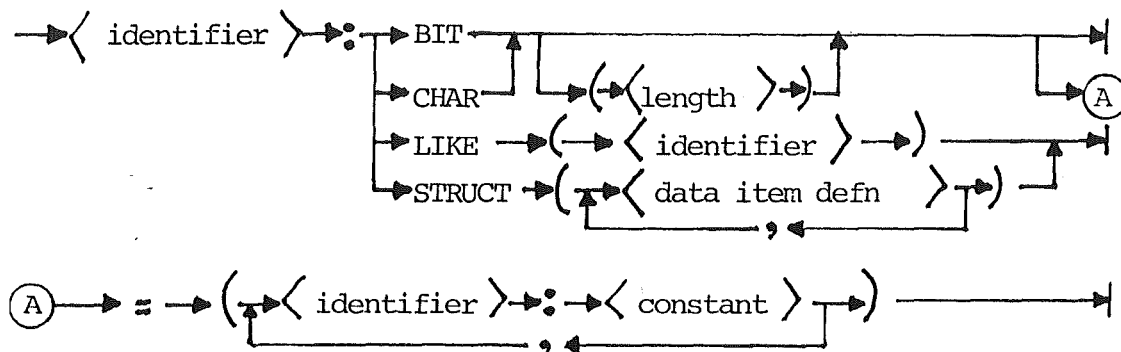 < identifier > : BIT
CHAR ( < length > ) A
LIKE ( < identifier > )
STRUCT ( < data item defn > )
,
A = ( < identifier > : < constant > )
,